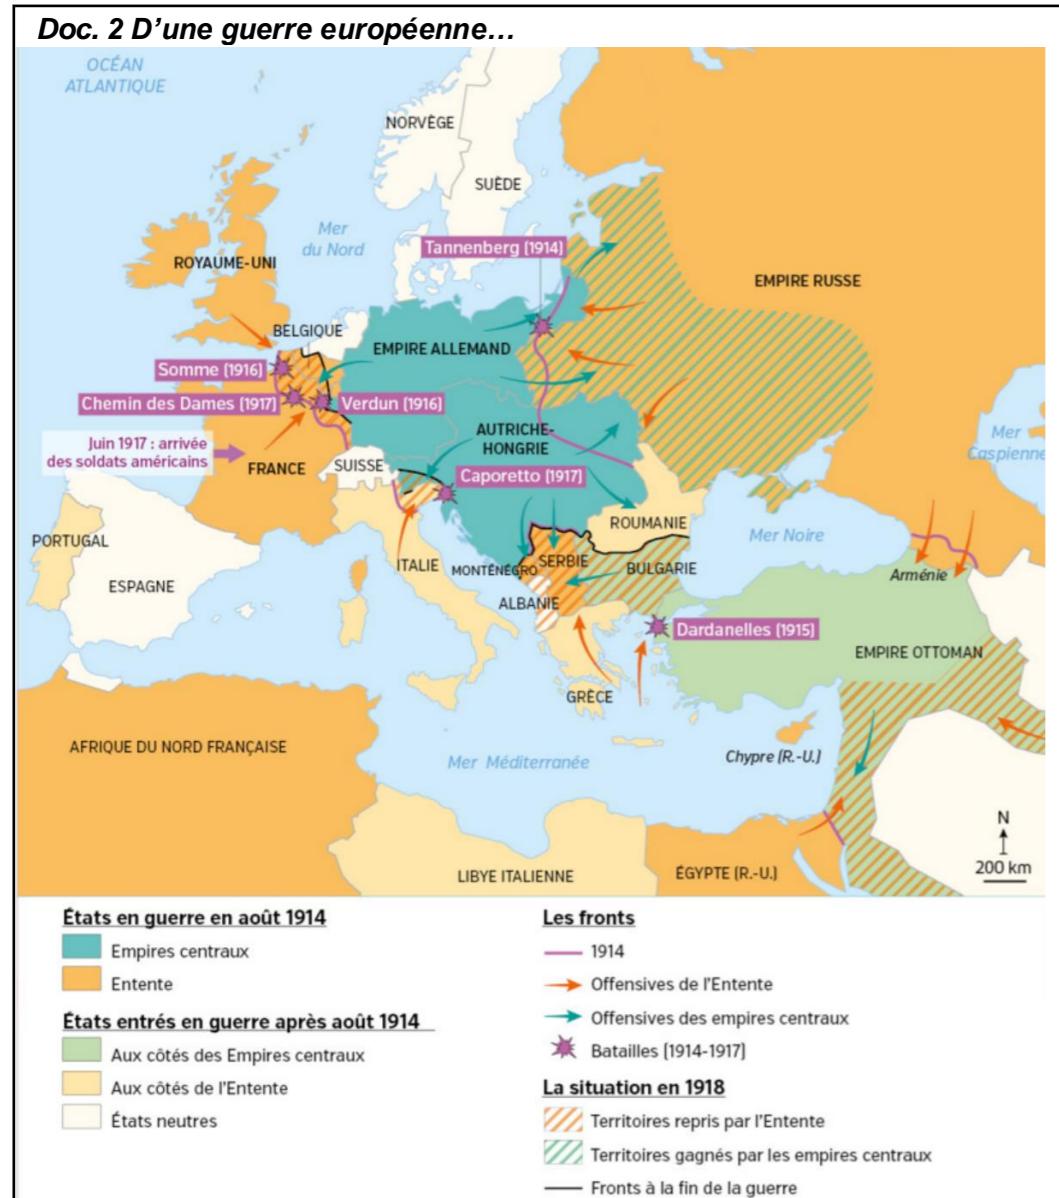 Doc. 2 D'une guerre européenne…
OCÉAN
ATLANTIQUE
NORVÈGE
SUÈDE
Mer
du Nord
Tannenberg (1914)
ROYAUME-UNI
EMPIRE RUSSE
BELGIQUE
EMPIRE ALLEMAND
Somme (1916)
Chemin des Dames (1917)
Verdun (1916)
AUTRICHE-
HONGRIE
Juin 1917 : arrivée
des soldats américains
Mer
Caspienne
FRANCE
SUISSE
Caporetto (1917)
ROUMANIE
Mer Noire
PORTUGAL
ITALIE
MONTÉNÉGRO
SERBIE
BULGARIE
Arménie
ESPAGNE
ALBANIE
Dardanelles (1915)
EMPIRE OTTOMAN
GRÈCE
AFRIQUE DU NORD FRANÇAISE
Mer Méditerranée
Chypre (R.-U.)
N
200 km
LIBYE ITALIENNE
ÉGYPTE (R.-U.)
États en guerre en août 1914
Empires centraux
Entente
États entrés en guerre après août 1914
Aux côtés des Empires centraux
Aux côtés de l'Entente
États neutres
Les fronts
1914
Offensives de l'Entente
Offensives des empires centraux
Batailles (1914-1917)
La situation en 1918
Territoires repris par l'Entente
Territoires gagnés par les empires centraux
Fronts à la fin de la guerre